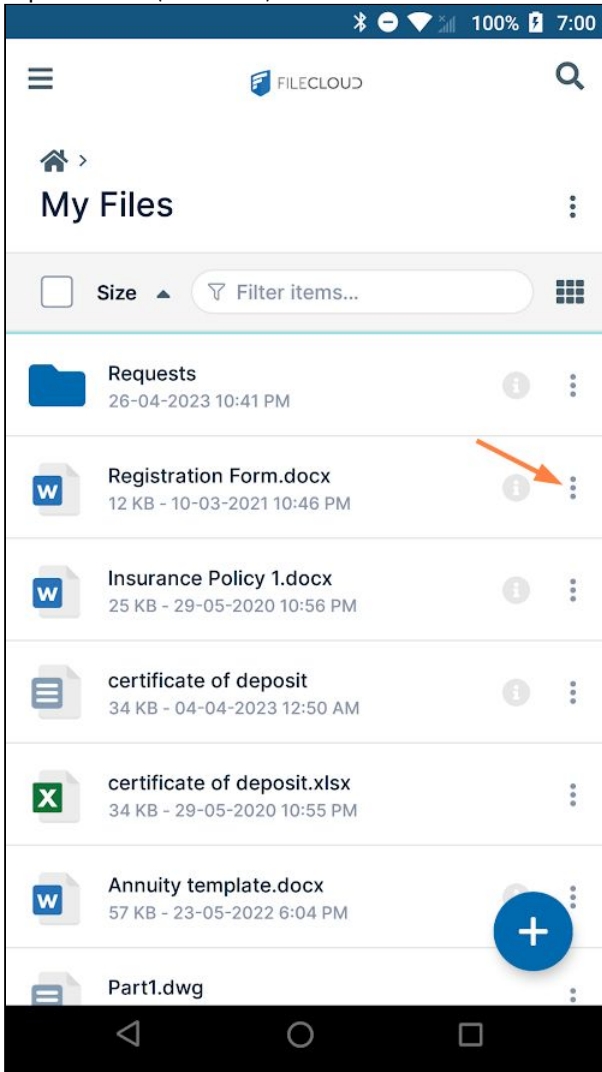 100% 7:00
FILECLOUD
My Files
Size Filter items...
Requests
26-04-2023 10:41 PM
Registration Form.docx
12 KB - 10-03-2021 10:46 PM
Insurance Policy 1.docx
25 KB - 29-05-2020 10:56 PM
certificate of deposit
34 KB - 04-04-2023 12:50 AM
certificate of deposit.xlsx
34 KB - 29-05-2020 10:55 PM
Annuity template.docx
57 KB - 23-05-2022 6:04 PM
Part1.dwg